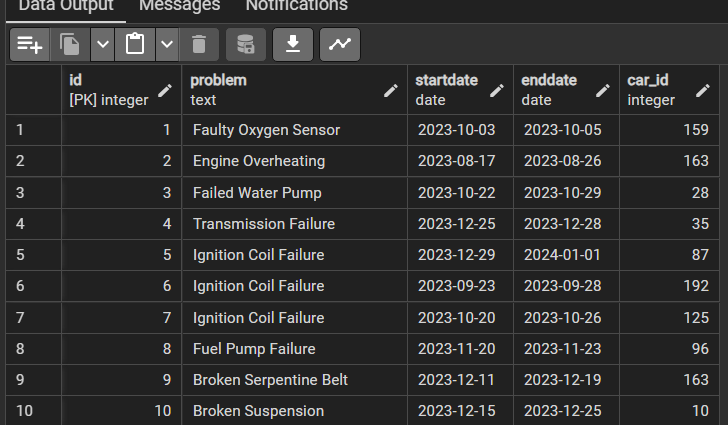 Data Output Messages Notifications
id problem startdate enddate car_id
[PK] integer text date date integer
1 1 Faulty Oxygen Sensor 2023-10-03 2023-10-05 159
2 2 Engine Overheating 2023-08-17 2023-08-26 163
3 3 Failed Water Pump 2023-10-22 2023-10-29 28
4 4 Transmission Failure 2023-12-25 2023-12-28 35
5 5 Ignition Coil Failure 2023-12-29 2024-01-01 87
6 6 Ignition Coil Failure 2023-09-23 2023-09-28 192
7 7 Ignition Coil Failure 2023-10-20 2023-10-26 125
8 8 Fuel Pump Failure 2023-11-20 2023-11-23 96
9 9 Broken Serpentine Belt 2023-12-11 2023-12-19 163
10 10 Broken Suspension 2023-12-15 2023-12-25 10